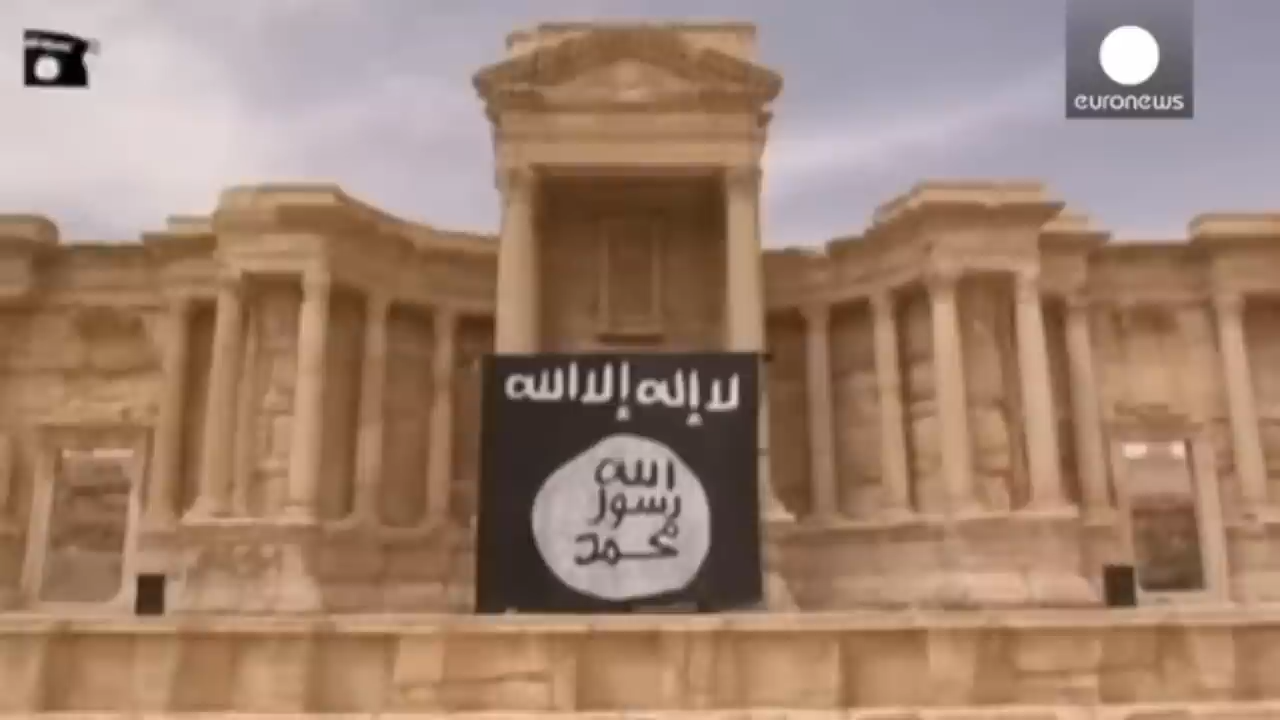 euronews
لا إله إلا الله
الله
رسول
محمد